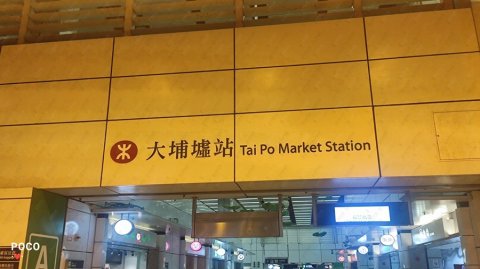 大埔墟站 Tai Po Market Station
A
POCO